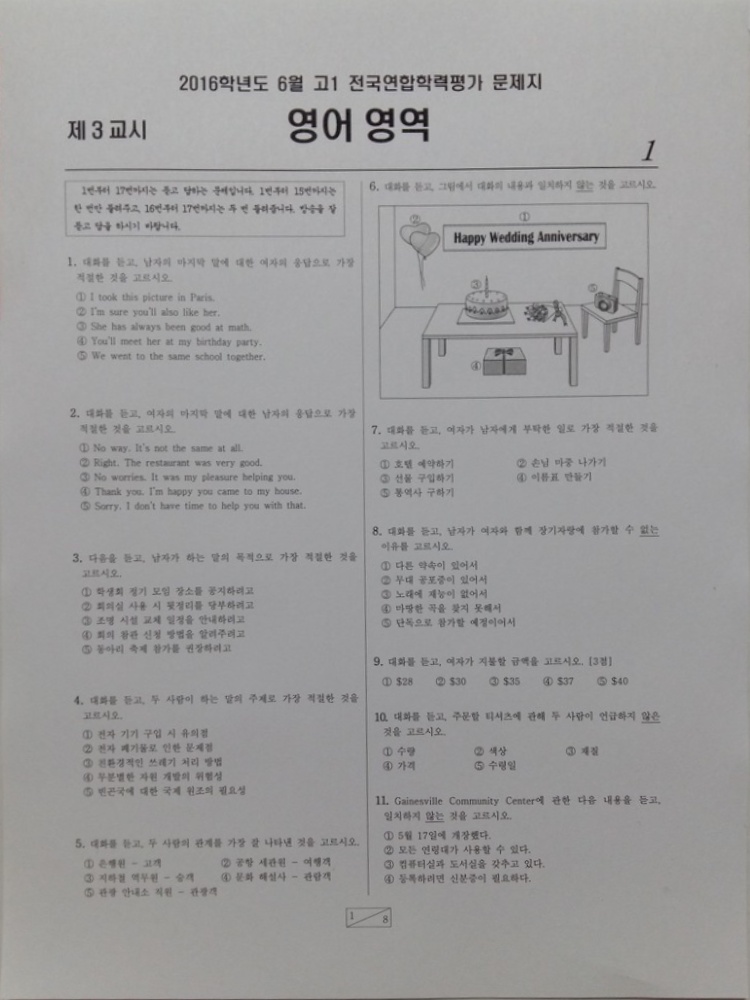 2016학년도 6월 고1 전국연합학력평가 문제지
제 3 교시
영어 영역
1
1번부터 17번까지는 듣고 답하는 문제입니다. 1번부터 15번까지는
한 번만 들려주고, 16번부터 17번까지는 두 번 들려줍니다. 방송을 잘
듣고 답을 하시기 바랍니다.
1. 대화를 듣고, 남자의 마지막 말에 대한 여자의 응답으로 가장
적절한 것을 고르시오.
① I took this picture in Paris.
② I'm sure you'll also like her.
③ She has always been good at math.
④ You'll meet her at my birthday party.
⑤ We went to the same school together.
2. 대화를 듣고, 여자의 마지막 말에 대한 남자의 응답으로 가장
적절한 것을 고르시오.
① No way. It's not the same at all.
② Right. The restaurant was very good.
③ No worries. It was my pleasure helping you.
④ Thank you. I'm happy you came to my house.
⑤ Sorry. I don't have time to help you with that.
3. 다음을 듣고, 남자가 하는 말의 목적으로 가장 적절한 것을
고르시오.
① 학생회 정기 모임 장소를 공지하려고
② 회의실 사용 시 뒷정리를 당부하려고
③ 조명 시설 교체 일정을 안내하려고
④ 회의 참관 신청 방법을 알려주려고
⑤ 동아리 축제 참가를 권장하려고
4. 대화를 듣고, 두 사람이 하는 말의 주제로 가장 적절한 것을
고르시오.
① 전자 기기 구입 시 유의점
② 전자 폐기물로 인한 문제점
③ 친환경적인 쓰레기 처리 방법
④ 무분별한 자원 개발의 위험성
⑤ 빈곤국에 대한 국제 원조의 필요성
5. 대화를 듣고, 두 사람의 관계를 가장 잘 나타낸 것을 고르시오.
① 은행원 - 고객 ② 공항 세관원 - 여행객
③ 지하철 역무원 - 승객 ④ 문화 해설사 - 관람객
⑤ 관광 안내소 직원 - 관광객
6. 대화를 듣고, 그림에서 대화의 내용과 일치하지 않는 것을 고르시오.
①
②
Happy Wedding Anniversary
③
⑤
④
7. 대화를 듣고, 여자가 남자에게 부탁한 일로 가장 적절한 것을
고르시오.
① 호텔 예약하기 ② 손님 마중 나가기
③ 선물 구입하기 ④ 이름표 만들기
⑤ 통역사 구하기
8. 대화를 듣고, 남자가 여자와 함께 장기자랑에 참가할 수 없는
이유를 고르시오.
① 다른 약속이 있어서
② 무대 공포증이 있어서
③ 노래에 재능이 없어서
④ 마땅한 곡을 찾지 못해서
⑤ 단독으로 참가할 예정이어서
9. 대화를 듣고, 여자가 지불할 금액을 고르시오. [3점]
① $28 ② $30 ③ $35 ④ $37 ⑤ $40
10. 대화를 듣고, 주문할 티셔츠에 관해 두 사람이 언급하지 않은
것을 고르시오.
① 수량 ② 색상 ③ 재질
④ 가격 ⑤ 수령일
11. Gainesville Community Center에 관한 다음 내용을 듣고,
일치하지 않는 것을 고르시오.
① 5월 17일에 개장했다.
② 모든 연령대가 사용할 수 있다.
③ 컴퓨터실과 도서실을 갖추고 있다.
④ 등록하려면 신분증이 필요하다.
1 8